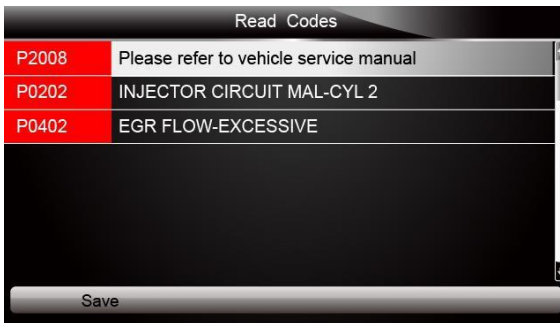 Read Codes
P2008 Please refer to vehicle service manual
P0202 INJECTOR CIRCUIT MAL-CYL 2
P0402 EGR FLOW-EXCESSIVE
Save